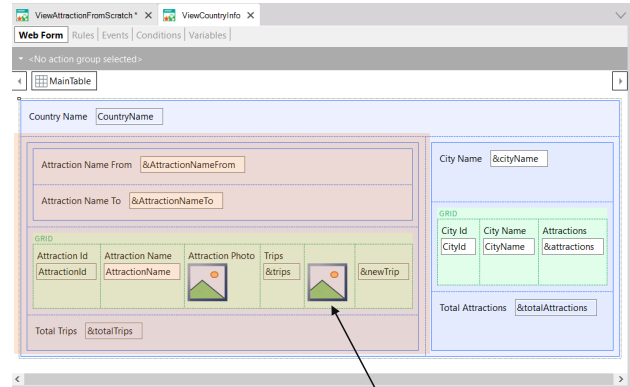 ViewAttractionFromScratch * X ViewCountryInfo X
Web Form Rules Events Conditions Variables
<No action group selected>
MainTable
Country Name CountryName
Attraction Name From &AttractionNameFrom
Attraction Name To &AttractionNameTo
GRID
Attraction Id Attraction Name Attraction Photo Trips
AttractionId AttractionName &trips &newTrip
Total Trips &totalTrips
City Name &cityName
GRID
City Id City Name Attractions
CityId CityName &attractions
Total Attractions &totalAttractions